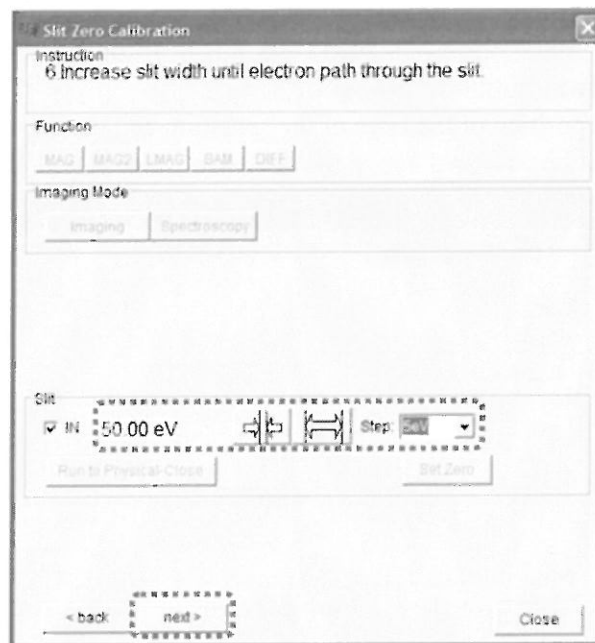 Slit Zero Calibration
Instruction
6 Increase slit width until electron path through the slit.
Function
MAG MAG2 LMAG SAM DIFF
Imaging Mode
Imaging Spectroscopy
Slit
IN 50.00 eV Step: 5eV
Run to Physical-Close Set Zero
< back next > Close